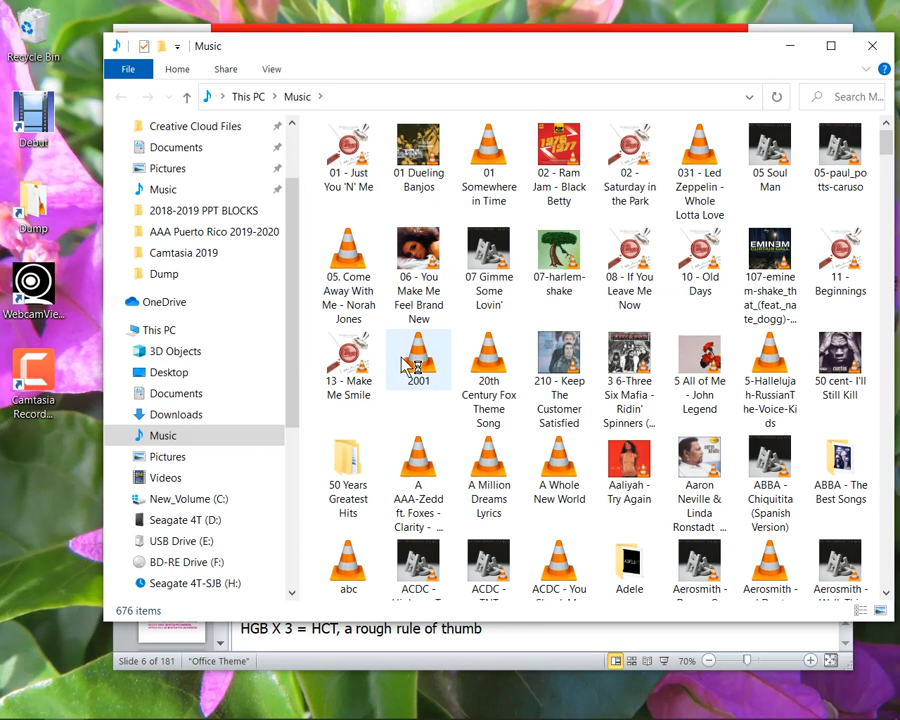 Recycle Bin
Debut
Dump
WebcamVie...
Camtasia
Record...
Music
File
Home
Share
View
This PC
Music
Search M...
Creative Cloud Files
Documents
Pictures
Music
2018-2019 PPT BLOCKS
AAA Puerto Rico 2019-2020
Camtasia 2019
Dump
OneDrive
This PC
3D Objects
Desktop
Documents
Downloads
Music
Pictures
Videos
New_Volume (C:)
Seagate 4T (D:)
USB Drive (E:)
BD-RE Drive (F:)
Seagate 4T-SJB (H:)
01 - Just
You 'N' Me
01 Dueling
Banjos
01
Somewhere
in Time
02 - Ram
Jam - Black
Betty
02 -
Saturday in
the Park
031 - Led
Zeppelin -
Whole
Lotta Love
05 Soul
Man
05-paul_po
tts-caruso
05. Come
Away With
Me - Norah
Jones
06 - You
Make Me
Feel Brand
New
07 Gimme
Some
Lovin'
07-harlem-
shake
08 - If You
Leave Me
Now
10 - Old
Days
EMINEM
107-emine
m-shake_th
at_(feat._na
te_dogg)-...
11 -
Beginnings
13 - Make
Me Smile
2001
20th
Century Fox
Theme
Song
210 - Keep
The
Customer
Satisfied
3 6-Three
Six Mafia -
Ridin'
Spinners (...
5 All of Me
- John
Legend
5-Halleluja
h-RussianT
he-Voice-Ki
ds
50 cent- I'll
Still Kill
50 Years
Greatest
Hits
A
AAA-Zedd
ft. Foxes -
Clarity - ...
A Million
Dreams
Lyrics
A Whole
New World
Aaliyah -
Try Again
Aaron
Neville &
Linda
Ronstadt ...
ABBA -
Chiquitita
(Spanish
Version)
ABBA - The
Best Songs
abc
ACDC -
ACDC -
ACDC - You
Adele
Aerosmith -
Aerosmith -
Aerosmith -
676 items
HGB X 3 = HCT, a rough rule of thumb
Slide 6 of 181
"Office Theme"
70%